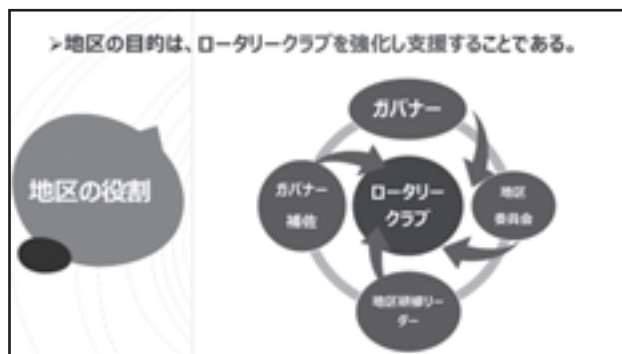 ➢地区の目的は、ロータリークラブを強化し支援することである。
地区の役割
ガバナー
ガバナー
補佐
ロータリー
クラブ
地区
委員会
地区研修リー
ダー